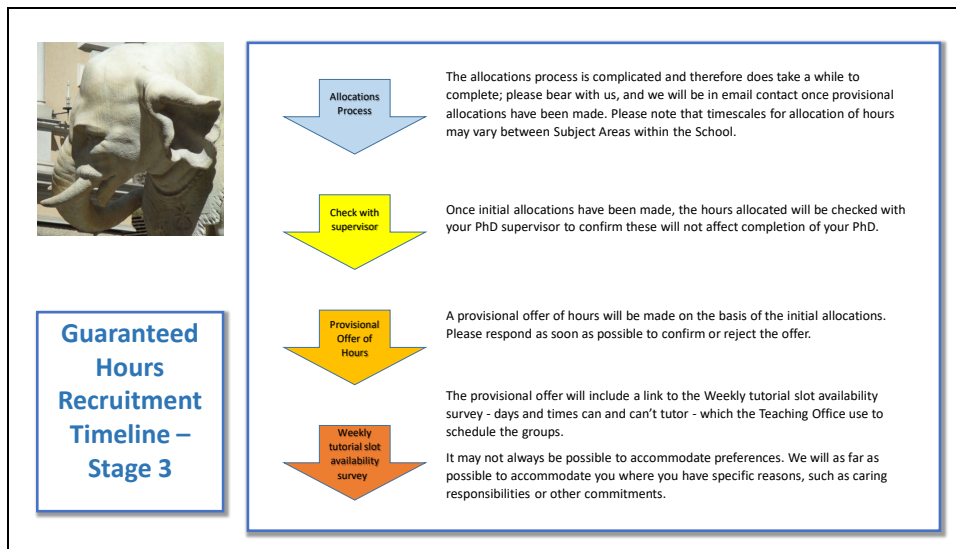 Guaranteed
Hours
Recruitment
Timeline –
Stage 3
Allocations
Process
The allocations process is complicated and therefore does take a while to
complete; please bear with us, and we will be in email contact once provisional
allocations have been made. Please note that timescales for allocation of hours
may vary between Subject Areas within the School.
Check with
supervisor
Once initial allocations have been made, the hours allocated will be checked with
your PhD supervisor to confirm these will not affect completion of your PhD.
Provisional
Offer of
Hours
A provisional offer of hours will be made on the basis of the initial allocations.
Please respond as soon as possible to confirm or reject the offer.
Weekly
tutorial slot
availability
survey
The provisional offer will include a link to the Weekly tutorial slot availability
survey - days and times can and can’t tutor - which the Teaching Office use to
schedule the groups.
It may not always be possible to accommodate preferences. We will as far as
possible to accommodate you where you have specific reasons, such as caring
responsibilities or other commitments.